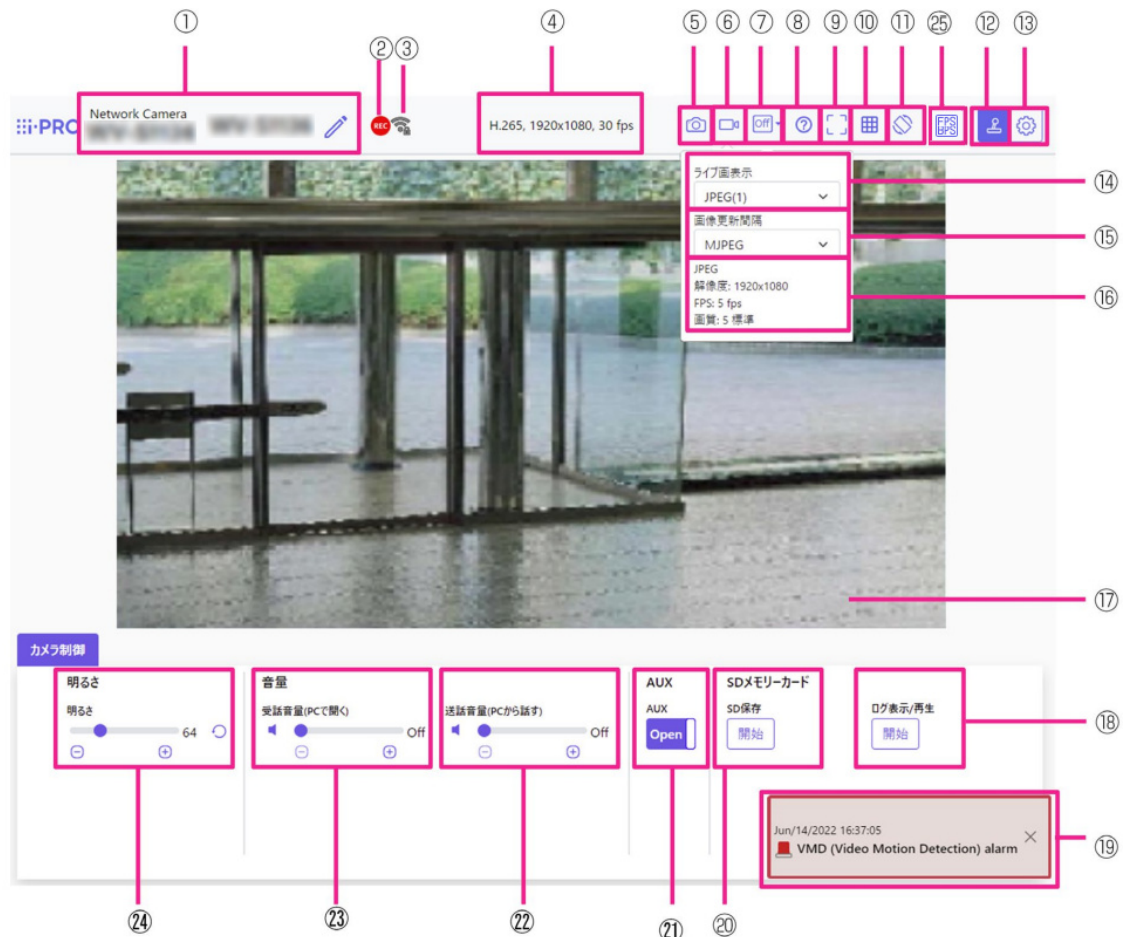 ① ②③ ④ ⑤ ⑥ ⑦ ⑧ ⑨ ⑩ ⑪ ㉕ ⑫ ⑬
i-PRO
Network Camera
REC
H.265, 1920x1080, 30 fps
Off
FPS
BPS
ライブ画表示
JPEG(1)
⑭
画像更新間隔
MJPEG
⑮
JPEG
解像度: 1920x1080
FPS: 5 fps
画質: 5 標準
⑯
⑰
カメラ制御
明るさ
明るさ
64
音量
受話音量(PCで聞く)
Off
送話音量(PCから話す)
Off
AUX
AUX
Open
SDメモリーカード
SD保存
開始
ログ表示/再生
開始
⑱
Jun/14/2022 16:37:05
VMD (Video Motion Detection) alarm
⑲
㉔ ㉓ ㉒ ㉑ ⑳